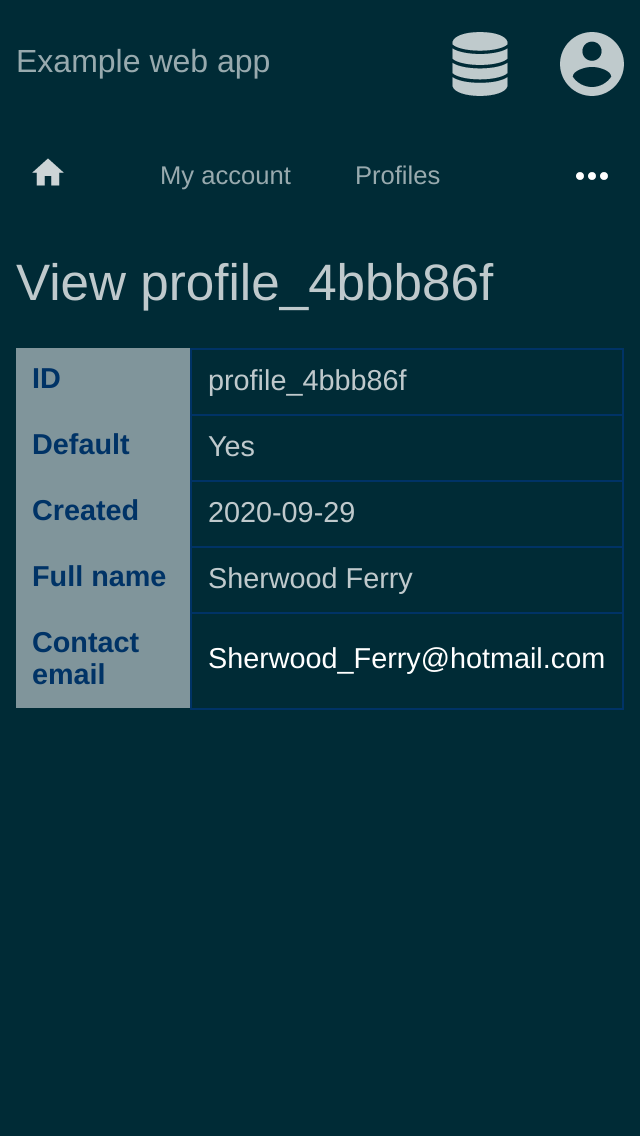 Example web app
My account Profiles
View profile_4bbb86f
ID profile_4bbb86f
Default Yes
Created 2020-09-29
Full name Sherwood Ferry
Contact email Sherwood_Ferry@hotmail.com